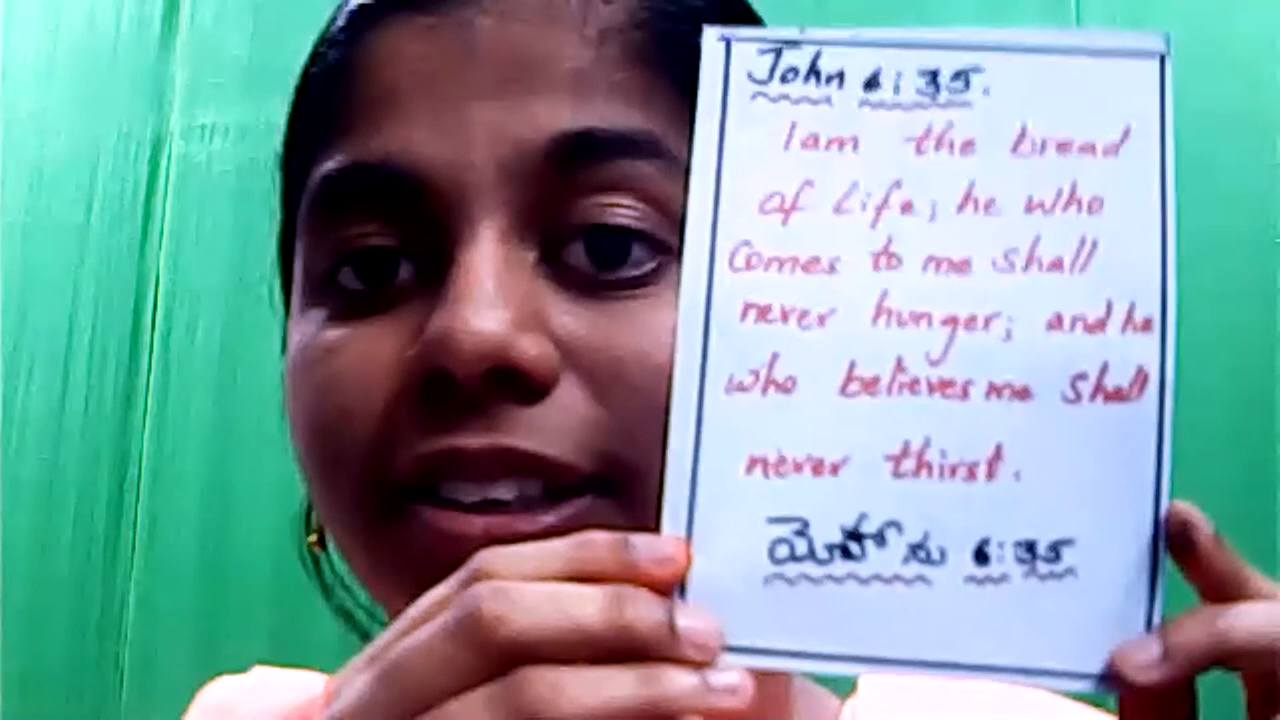 John 6:35.
I am the bread
of Life; he who
Comes to me shall
never hunger; and he
who believes me Shall
never thirst.
యోహాను 6:35